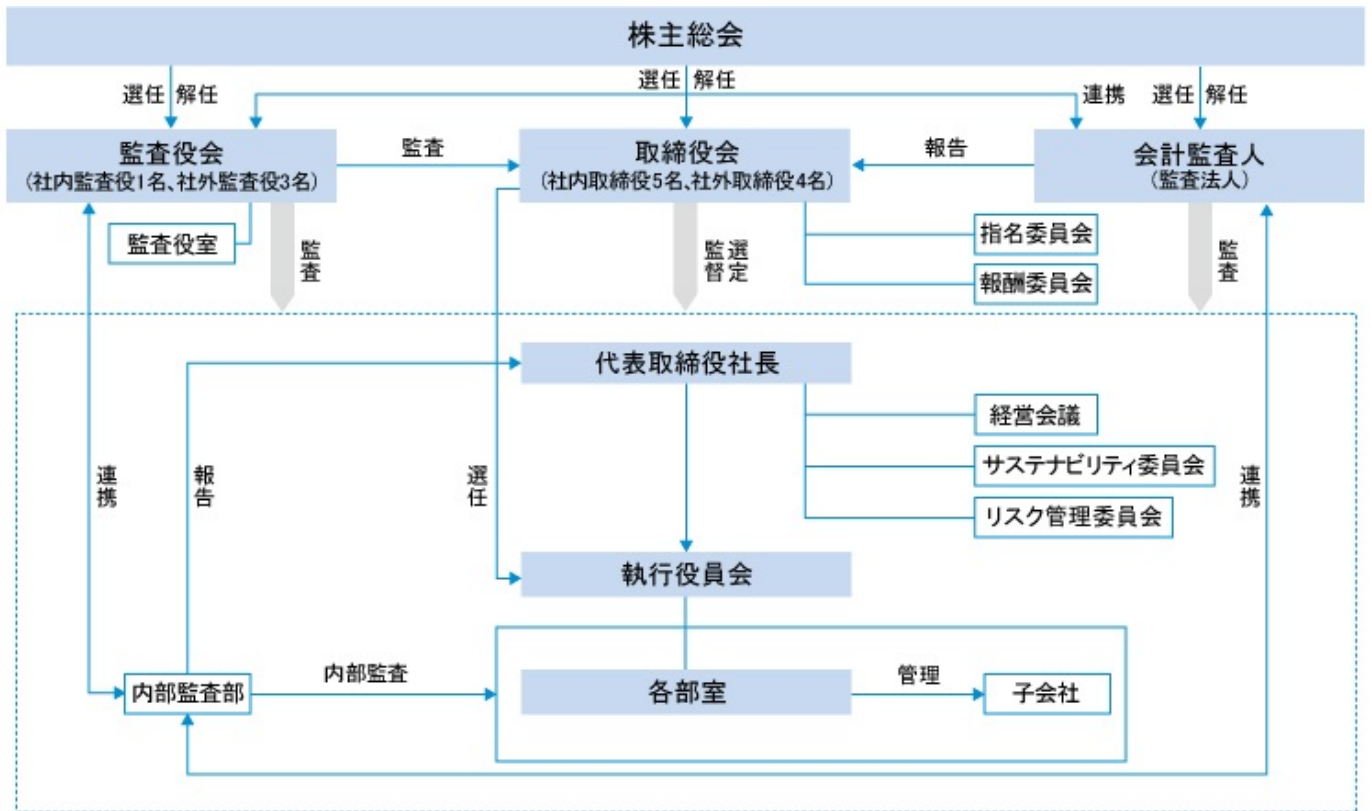 株主総会
選任 解任
選任 解任
連携
選任 解任
監査役会
(社内監査役1名、社外監査役3名)
監査
取締役会
(社内取締役5名、社外取締役4名)
報告
会計監査人
(監査法人)
監査役室
監査
監督
選定
指名委員会
報酬委員会
監査
代表取締役社長
経営会議
サステナビリティ委員会
リスク管理委員会
連携
報告
選任
連携
執行役員会
内部監査部
内部監査
各部室
管理
子会社